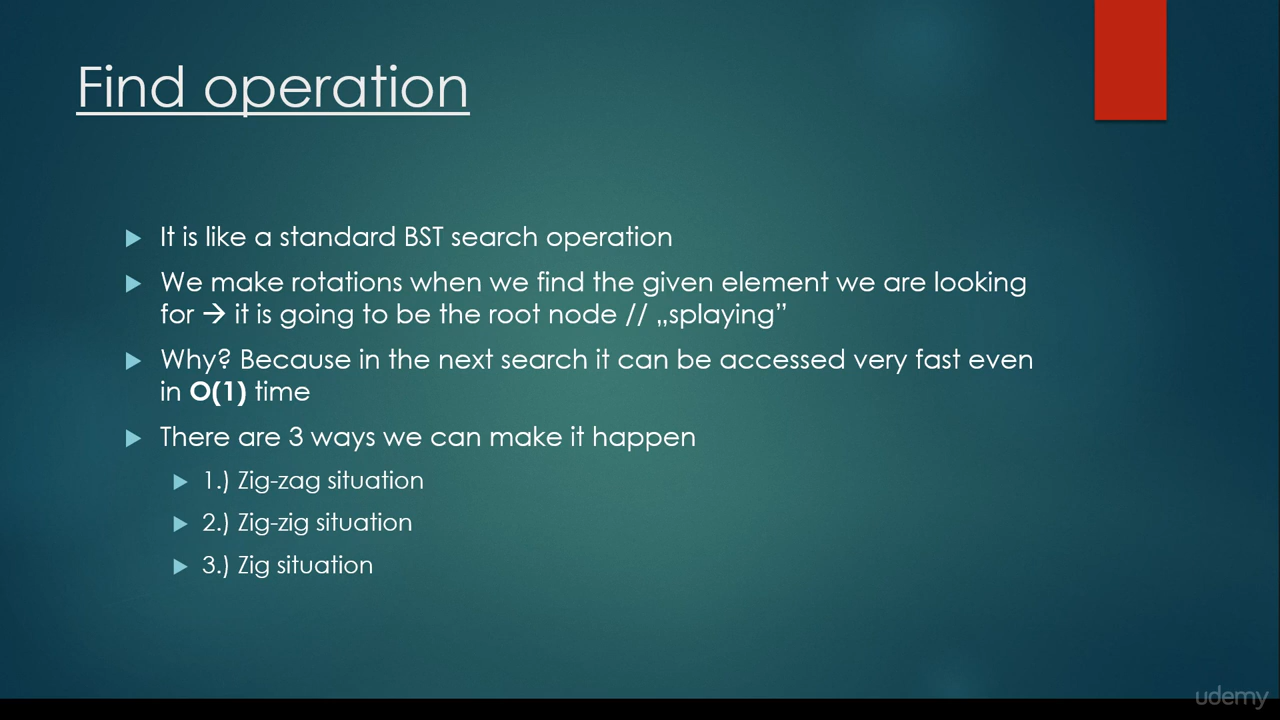 Find operation
It is like a standard BST search operation
We make rotations when we find the given element we are looking
for → it is going to be the root node // „splaying”
Why? Because in the next search it can be accessed very fast even
in O(1) time
There are 3 ways we can make it happen
1.) Zig-zag situation
2.) Zig-zig situation
3.) Zig situation
udemy